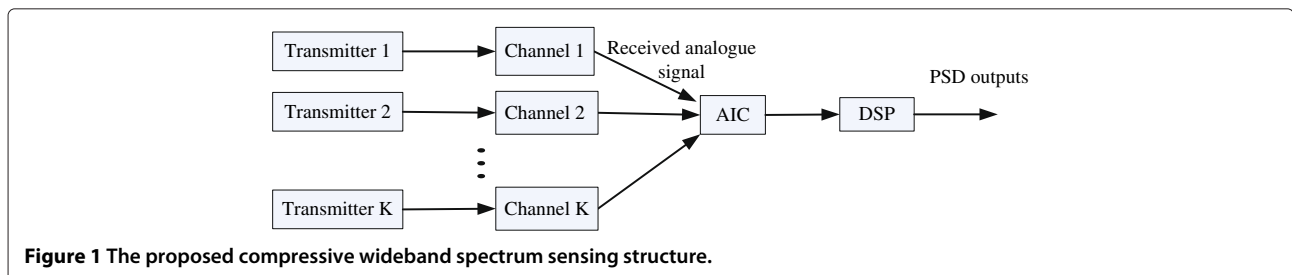 Transmitter 1
Channel 1
Received analogue
signal
PSD outputs
Transmitter 2
Channel 2
AIC
DSP
Transmitter K
Channel K
Figure 1 The proposed compressive wideband spectrum sensing structure.